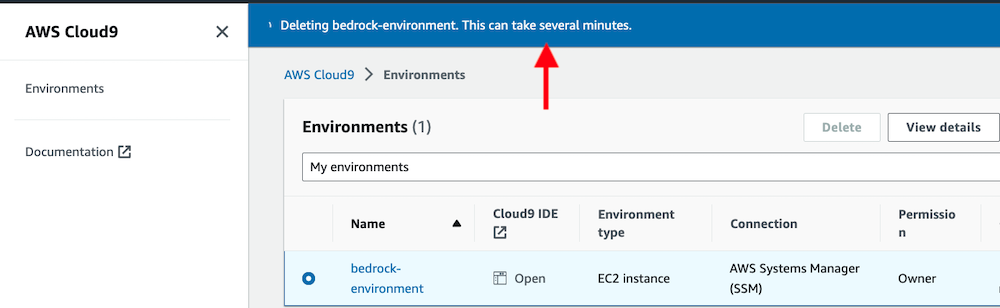 AWS Cloud9
Deleting bedrock-environment. This can take several minutes.
Environments
Documentation
AWS Cloud9 > Environments
Environments (1)
Delete
View details
My environments
Name
Cloud9 IDE
Environment
type
Connection
Permissio
n
bedrock-
environment
Open
EC2 instance
AWS Systems Manager
(SSM)
Owner